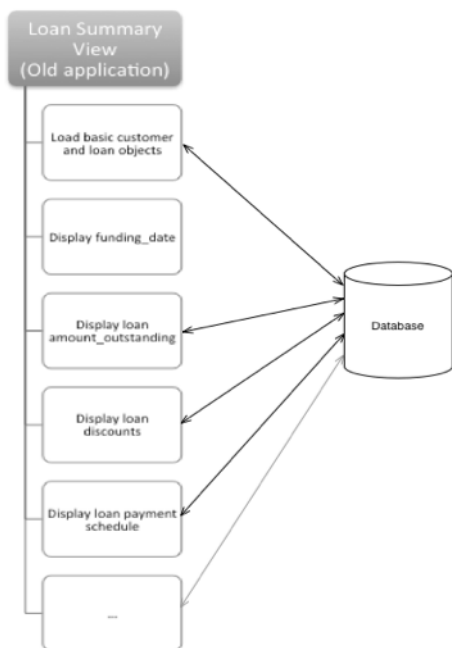 Loan Summary
View
(Old application)
Load basic customer
and loan objects
Display funding_date
Display loan
amount_outstanding
Database
Display loan
discounts
Display loan payment
schedule
...